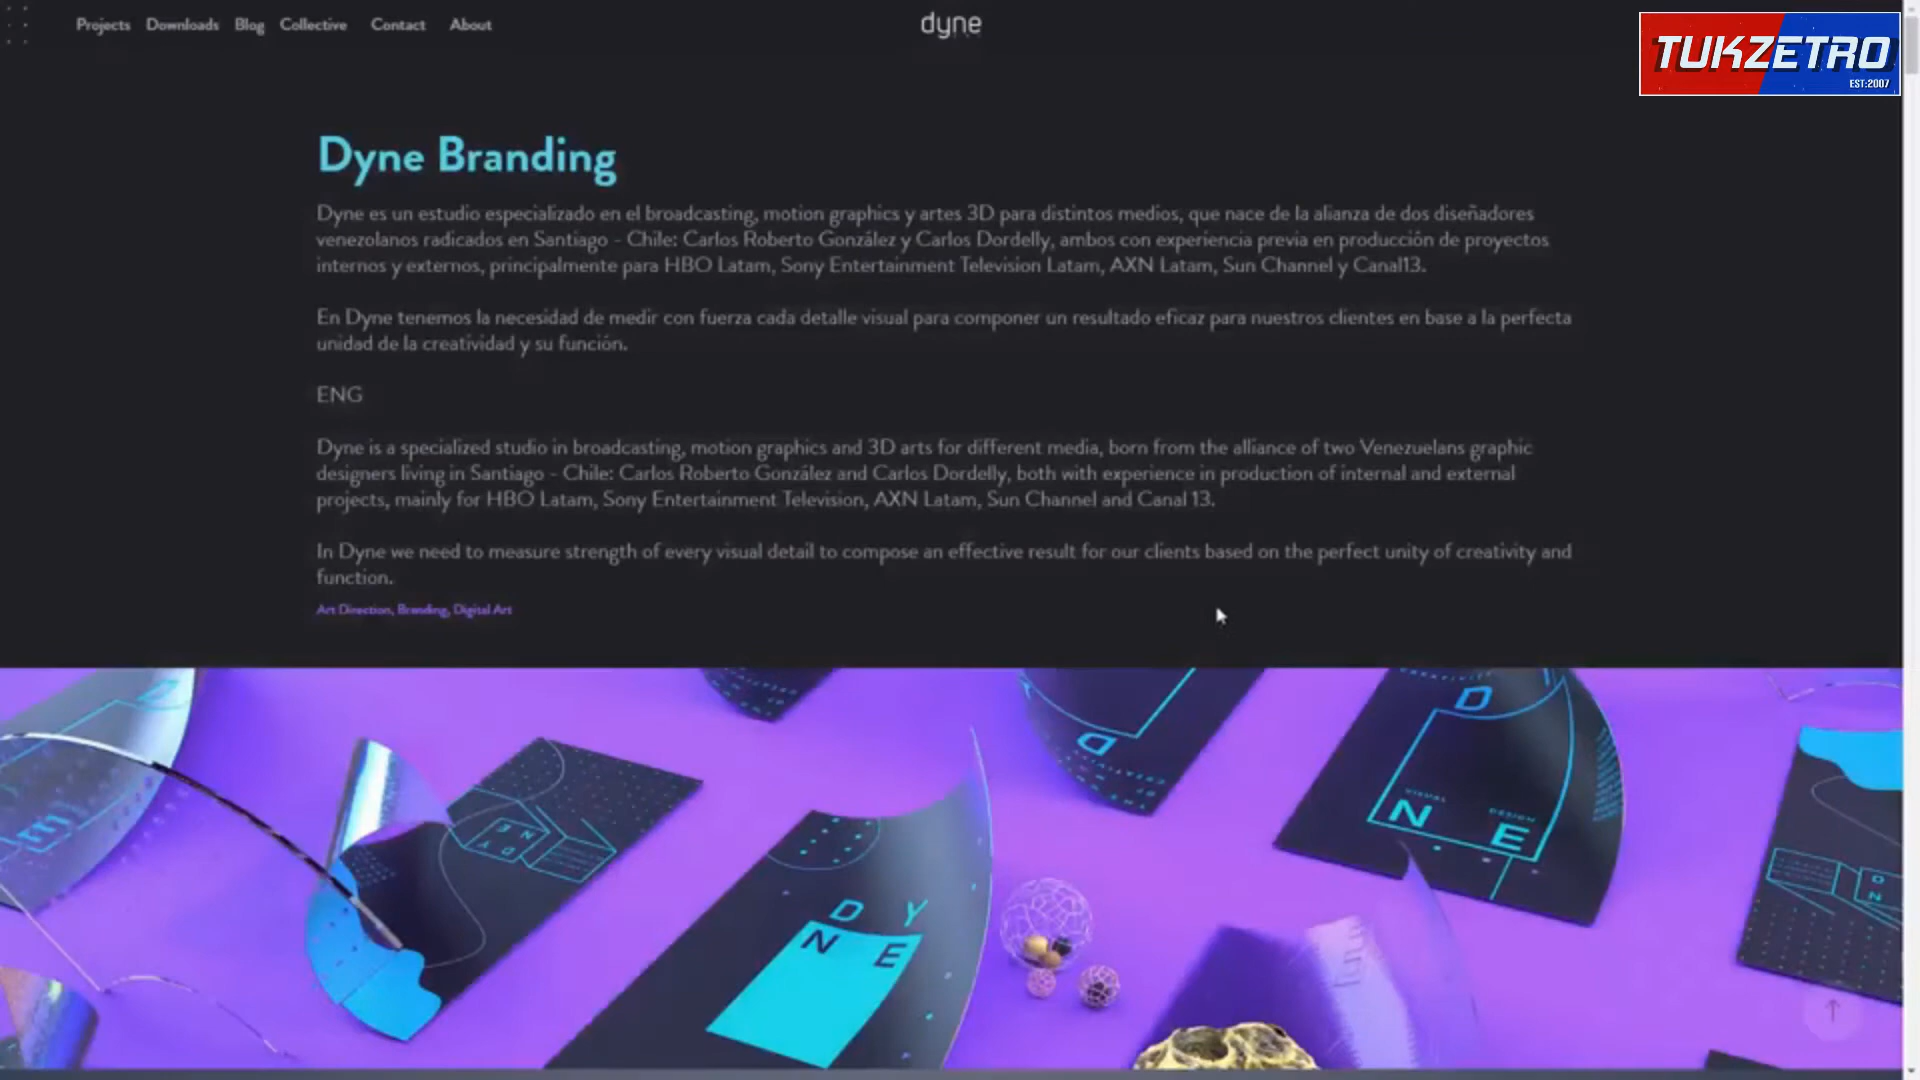 Projects Downloads Blog Collective Contact About
dyne
TUKZETRO
EST:2007
Dyne Branding
Dyne es un estudio especializado en el broadcasting, motion graphics y artes 3D para distintos medios, que nace de la alianza de dos diseñadores
venezolanos radicados en Santiago - Chile: Carlos Roberto González y Carlos Dordelly, ambos con experiencia previa en producción de proyectos
internos y externos, principalmente para HBO Latam, Sony Entertainment Television Latam, AXN Latam, Sun Channel y Canal13.
En Dyne tenemos la necesidad de medir con fuerza cada detalle visual para componer un resultado eficaz para nuestros clientes en base a la perfecta
unidad de la creatividad y su función.
ENG
Dyne is a specialized studio in broadcasting, motion graphics and 3D arts for different media, born from the alliance of two Venezuelans graphic
designers living in Santiago - Chile: Carlos Roberto González and Carlos Dordelly, both with experience in production of internal and external
projects, mainly for HBO Latam, Sony Entertainment Television, AXN Latam, Sun Channel and Canal 13.
In Dyne we need to measure strength of every visual detail to compose an effective result for our clients based on the perfect unity of creativity and
function.
Art Direction, Branding, Digital Art
D
VISUAL DESIGN
N E
D
D Y
N E
N E
D Y
D
N